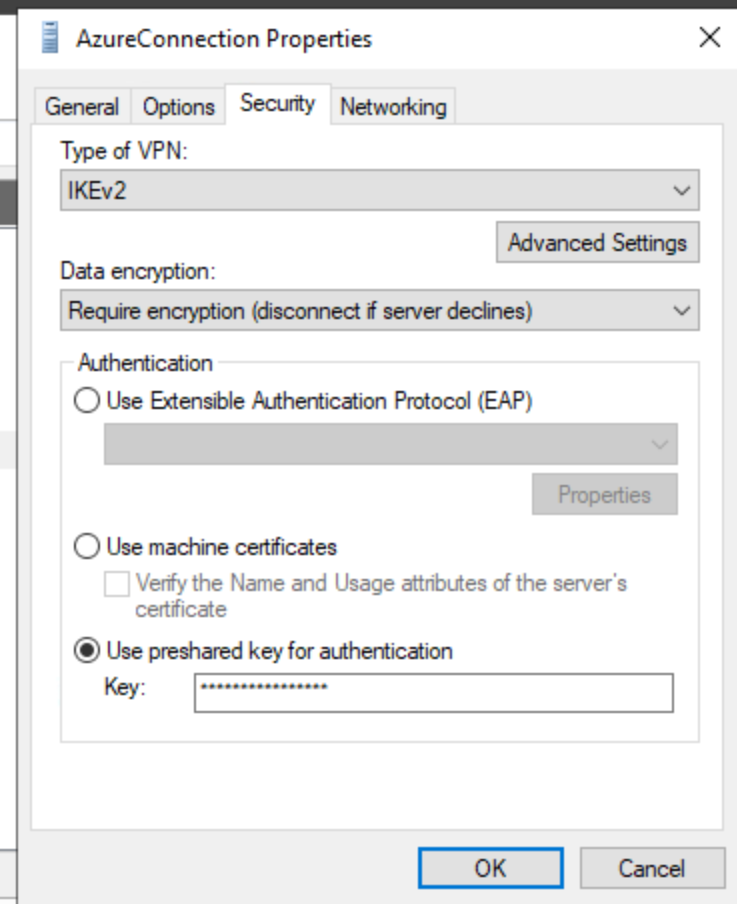 AzureConnection Properties
General Options Security Networking
Type of VPN:
IKEv2
Advanced Settings
Data encryption:
Require encryption (disconnect if server declines)
Authentication
Use Extensible Authentication Protocol (EAP)
Properties
Use machine certificates
Verify the Name and Usage attributes of the server's
certificate
Use preshared key for authentication
Key: ****************
OK Cancel